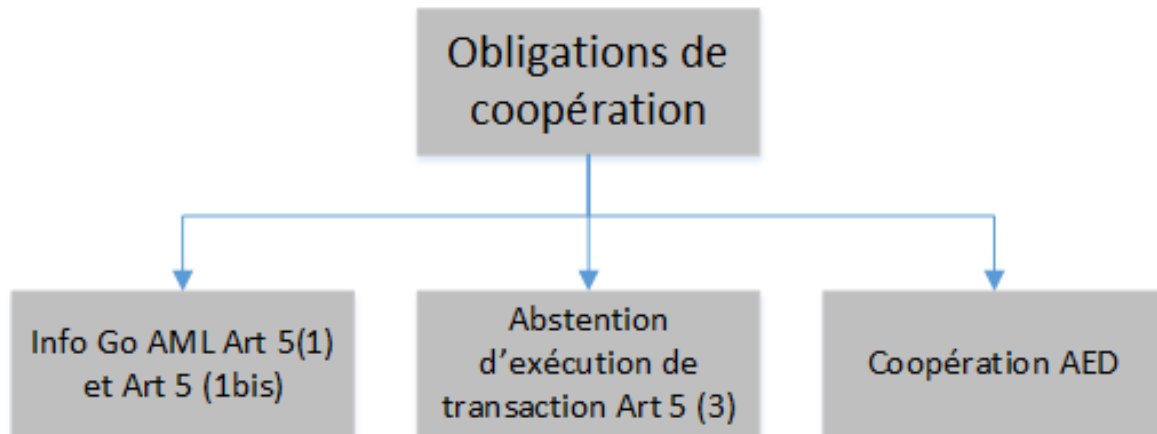 Obligations de
coopération
Info Go AML Art 5(1)
et Art 5 (1bis)
Abstention
d'exécution de
transaction Art 5 (3)
Coopération AED